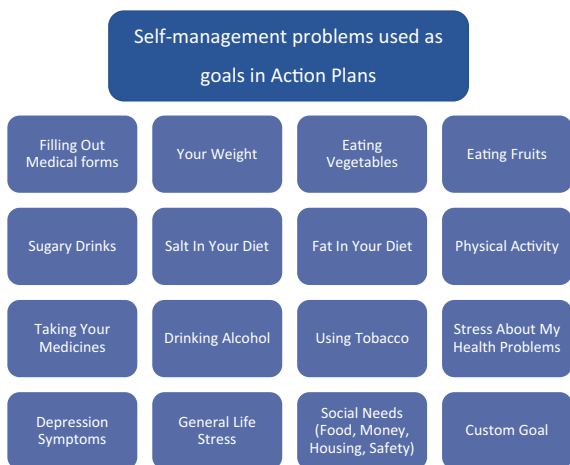 Self-management problems used as
goals in Action Plans
Filling Out
Medical forms
Your Weight
Eating
Vegetables
Eating Fruits
Sugary Drinks
Salt In Your Diet
Fat In Your Diet
Physical Activity
Taking Your
Medicines
Drinking Alcohol
Using Tobacco
Stress About My
Health Problems
Depression
Symptoms
General Life
Stress
Social Needs
(Food, Money,
Housing, Safety)
Custom Goal